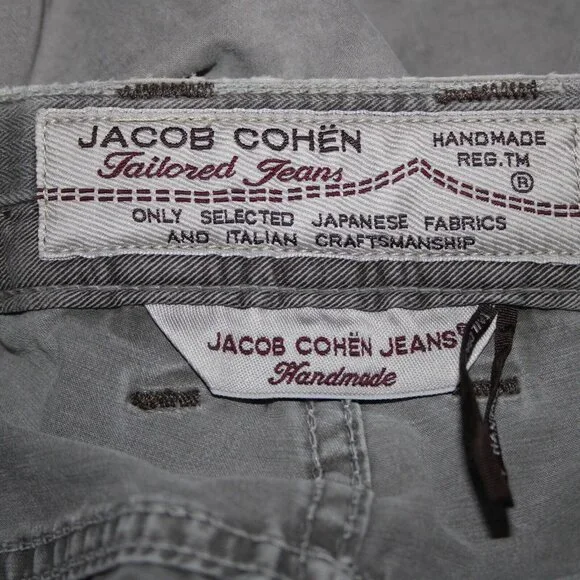 JACOB COHËN
Tailored Jeans
HANDMADE
REG.TM
®
ONLY SELECTED JAPANESE FABRICS
AND ITALIAN CRAFTSMANSHIP
JACOB COHËN JEANS®
Handmade